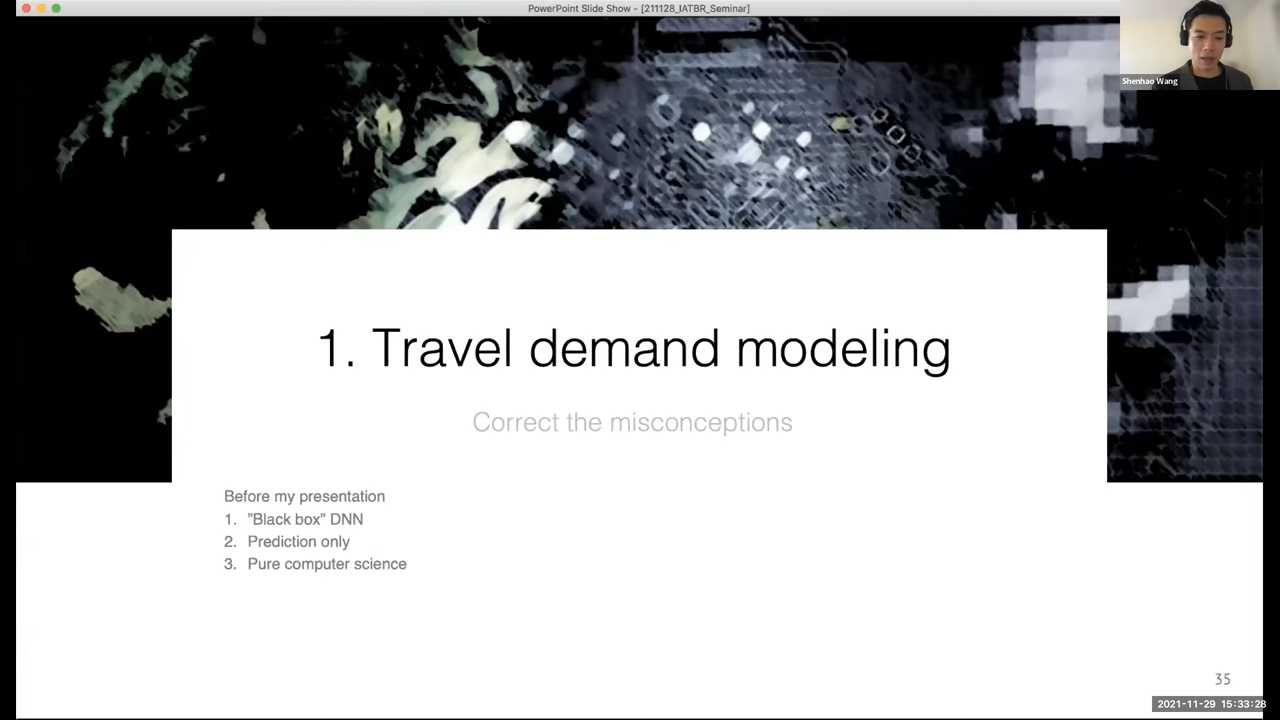 PowerPoint Slide Show - [211128_IATBR_Seminar]
Shenhao Wang
1. Travel demand modeling
Correct the misconceptions
Before my presentation
1. ”Black box” DNN
2. Prediction only
3. Pure computer science
35
2021-11-29 15:33:28